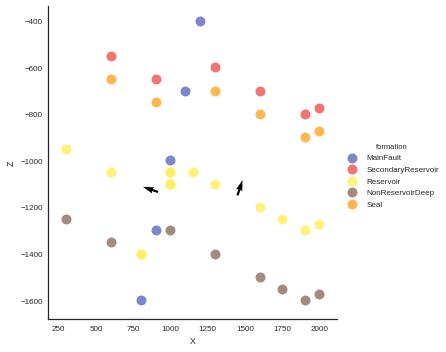 −400
−600
−800
−1000
−1200
−1400
−1600
Z
250
500
750
1000
1250
1500
1750
2000
X
formation
MainFault
SecondaryReservoir
Reservoir
NonReservoirDeep
Seal